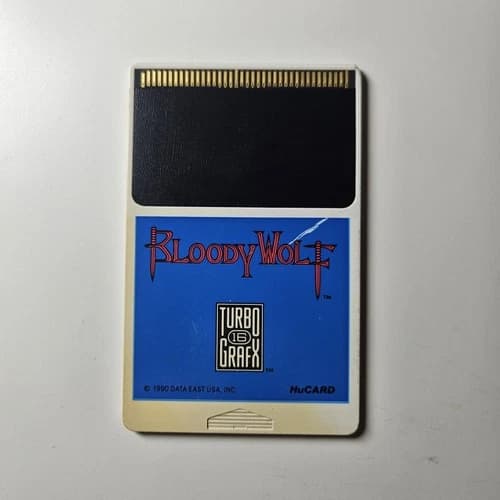 BLOODY WOLF
TM
TURBO
16
GRAFX
TM
© 1990 DATA EAST USA, INC.
HuCARD